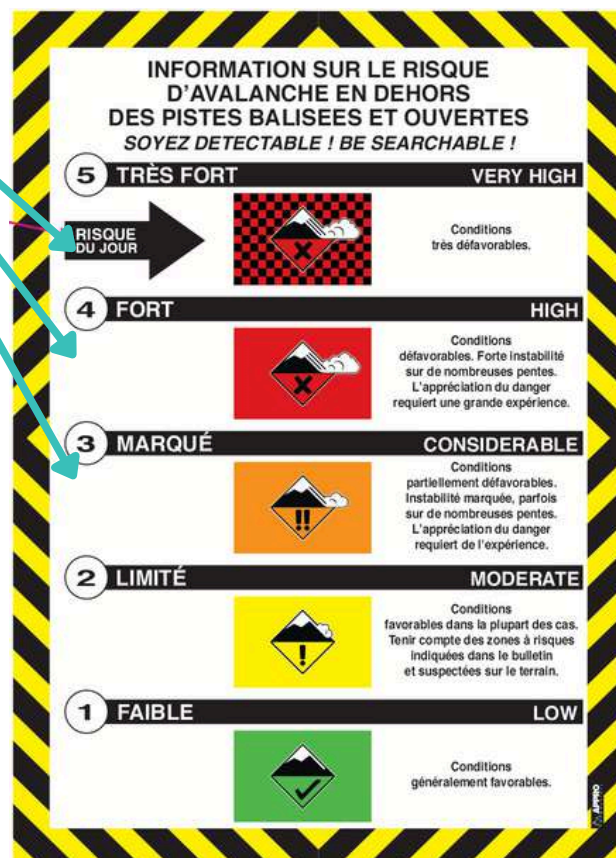 INFORMATION SUR LE RISQUE
D'AVALANCHE EN DEHORS
DES PISTES BALISEES ET OUVERTES
SOYEZ DETECTABLE ! BE SEARCHABLE !
5 TRÈS FORT VERY HIGH
RISQUE
DU JOUR
Conditions
très défavorables.
4 FORT HIGH
Conditions
défavorables. Forte instabilité
sur de nombreuses pentes.
L'appréciation du danger
requiert une grande expérience.
3 MARQUÉ CONSIDERABLE
Conditions
partiellement défavorables.
Instabilité marquée, parfois
sur de nombreuses pentes.
L'appréciation du danger
requiert de l'expérience.
2 LIMITÉ MODERATE
Conditions
favorables dans la plupart des cas.
Tenir compte des zones à risques
indiquées dans le bulletin
et suspectées sur le terrain.
1 FAIBLE LOW
Conditions
généralement favorables.
APPRO